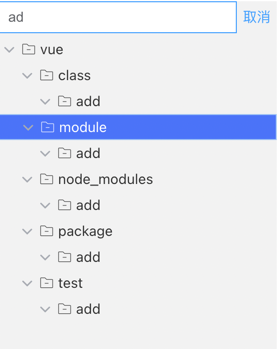 ad 取消
vue
class
add
module
add
node_modules
add
package
add
test
add